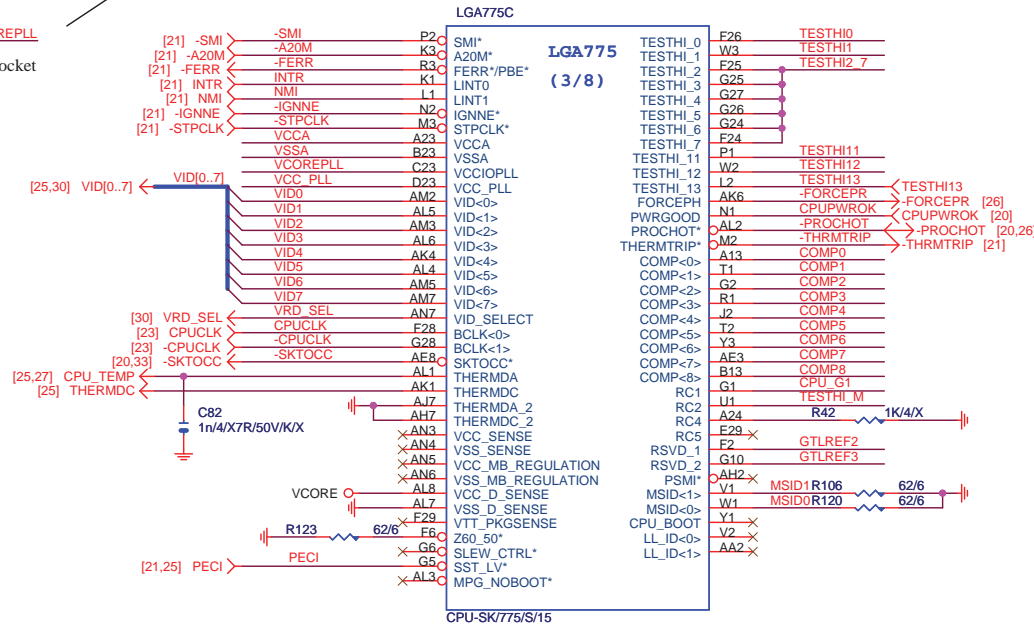 REPLL
ocket
LGA775C
LGA775
(3/8)
[21] -SMI -SMI P2 SMI* TESTHI_0 F26 TESTHI0
[21] -A20M -A20M K3 A20M* TESTHI_1 W3 TESTHI1
[21] -FERR -FERR R3 FERR*/PBE* TESTHI_2 F25 TESTHI2_7
[21] INTR INTR K1 LINT0 TESTHI_3 G25
[21] NMI NMI L1 LINT1 TESTHI_4 G27
[21] -IGNNE -IGNNE N2 IGNNE* TESTHI_5 G26
[21] -STPCLK -STPCLK M3 STPCLK* TESTHI_6 G24
VCCA A23 VCCA TESTHI_7 F24
VSSA B23 VSSA TESTHI_11 P1 TESTHI11
VCOREPLL C23 VCCIOPLL TESTHI_12 W2 TESTHI12
[25,30] VID[0..7] VID[0..7] VCC_PLL D23 VCC_PLL TESTHI_13 L2 TESTHI13 TESTHI13
VID0 AM2 VID<0> FORCEPH AK6 -FORCEPR -FORCEPR [26]
VID1 AL5 VID<1> PWRGOOD N1 CPUPWROK CPUPWROK [20]
VID2 AM3 VID<2> PROCHOT* AL2 -PROCHOT -PROCHOT [20,26]
VID3 AL6 VID<3> THERMTRIP* M2 -THRMTRIP -THRMTRIP [21]
VID4 AK4 VID<4> COMP<0> A13 COMP0
VID5 AL4 VID<5> COMP<1> T1 COMP1
VID6 AM5 VID<6> COMP<2> G2 COMP2
VID7 AM7 VID<7> COMP<3> R1 COMP3
[30] VRD_SEL VRD_SEL AN7 VID_SELECT COMP<4> J2 COMP4
[23] CPUCLK CPUCLK F28 BCLK<0> COMP<5> T2 COMP5
[23] -CPUCLK -CPUCLK G28 BCLK<1> COMP<6> Y3 COMP6
[20,33] -SKTOCC -SKTOCC AE8 SKTOCC* COMP<7> AE3 COMP7
[25,27] CPU_TEMP AL1 THERMDA COMP<8> B13 COMP8
[25] THERMDC AK1 THERMDC RC1 G1 CPU_G1
AJ7 THERMDA_2 RC2 U1 TESTHI_M
C82 AH7 THERMDC_2 RC4 A24 R42 1K/4/X
1n/4/X7R/50V/K/X AN3 VCC_SENSE RC5 E29
AN4 VSS_SENSE RSVD_1 F2 GTLREF2
AN5 VCC_MB_REGULATION RSVD_2 G10 GTLREF3
AN6 VSS_MB_REGULATION PSMI* AH2
VCORE AL8 VCC_D_SENSE MSID<1> V1 MSID1 R106 62/6
AL7 VSS_D_SENSE MSID<0> W1 MSID0 R120 62/6
F29 VTT_PKGSENSE CPU_BOOT Y1
R123 62/6 F6 Z60_50* LL_ID<0> V2
G6 SLEW_CTRL* LL_ID<1> AA2
[21,25] PECI PECI G5 SST_LV*
AL3 MPG_NOBOOT*
CPU-SK/775/S/15